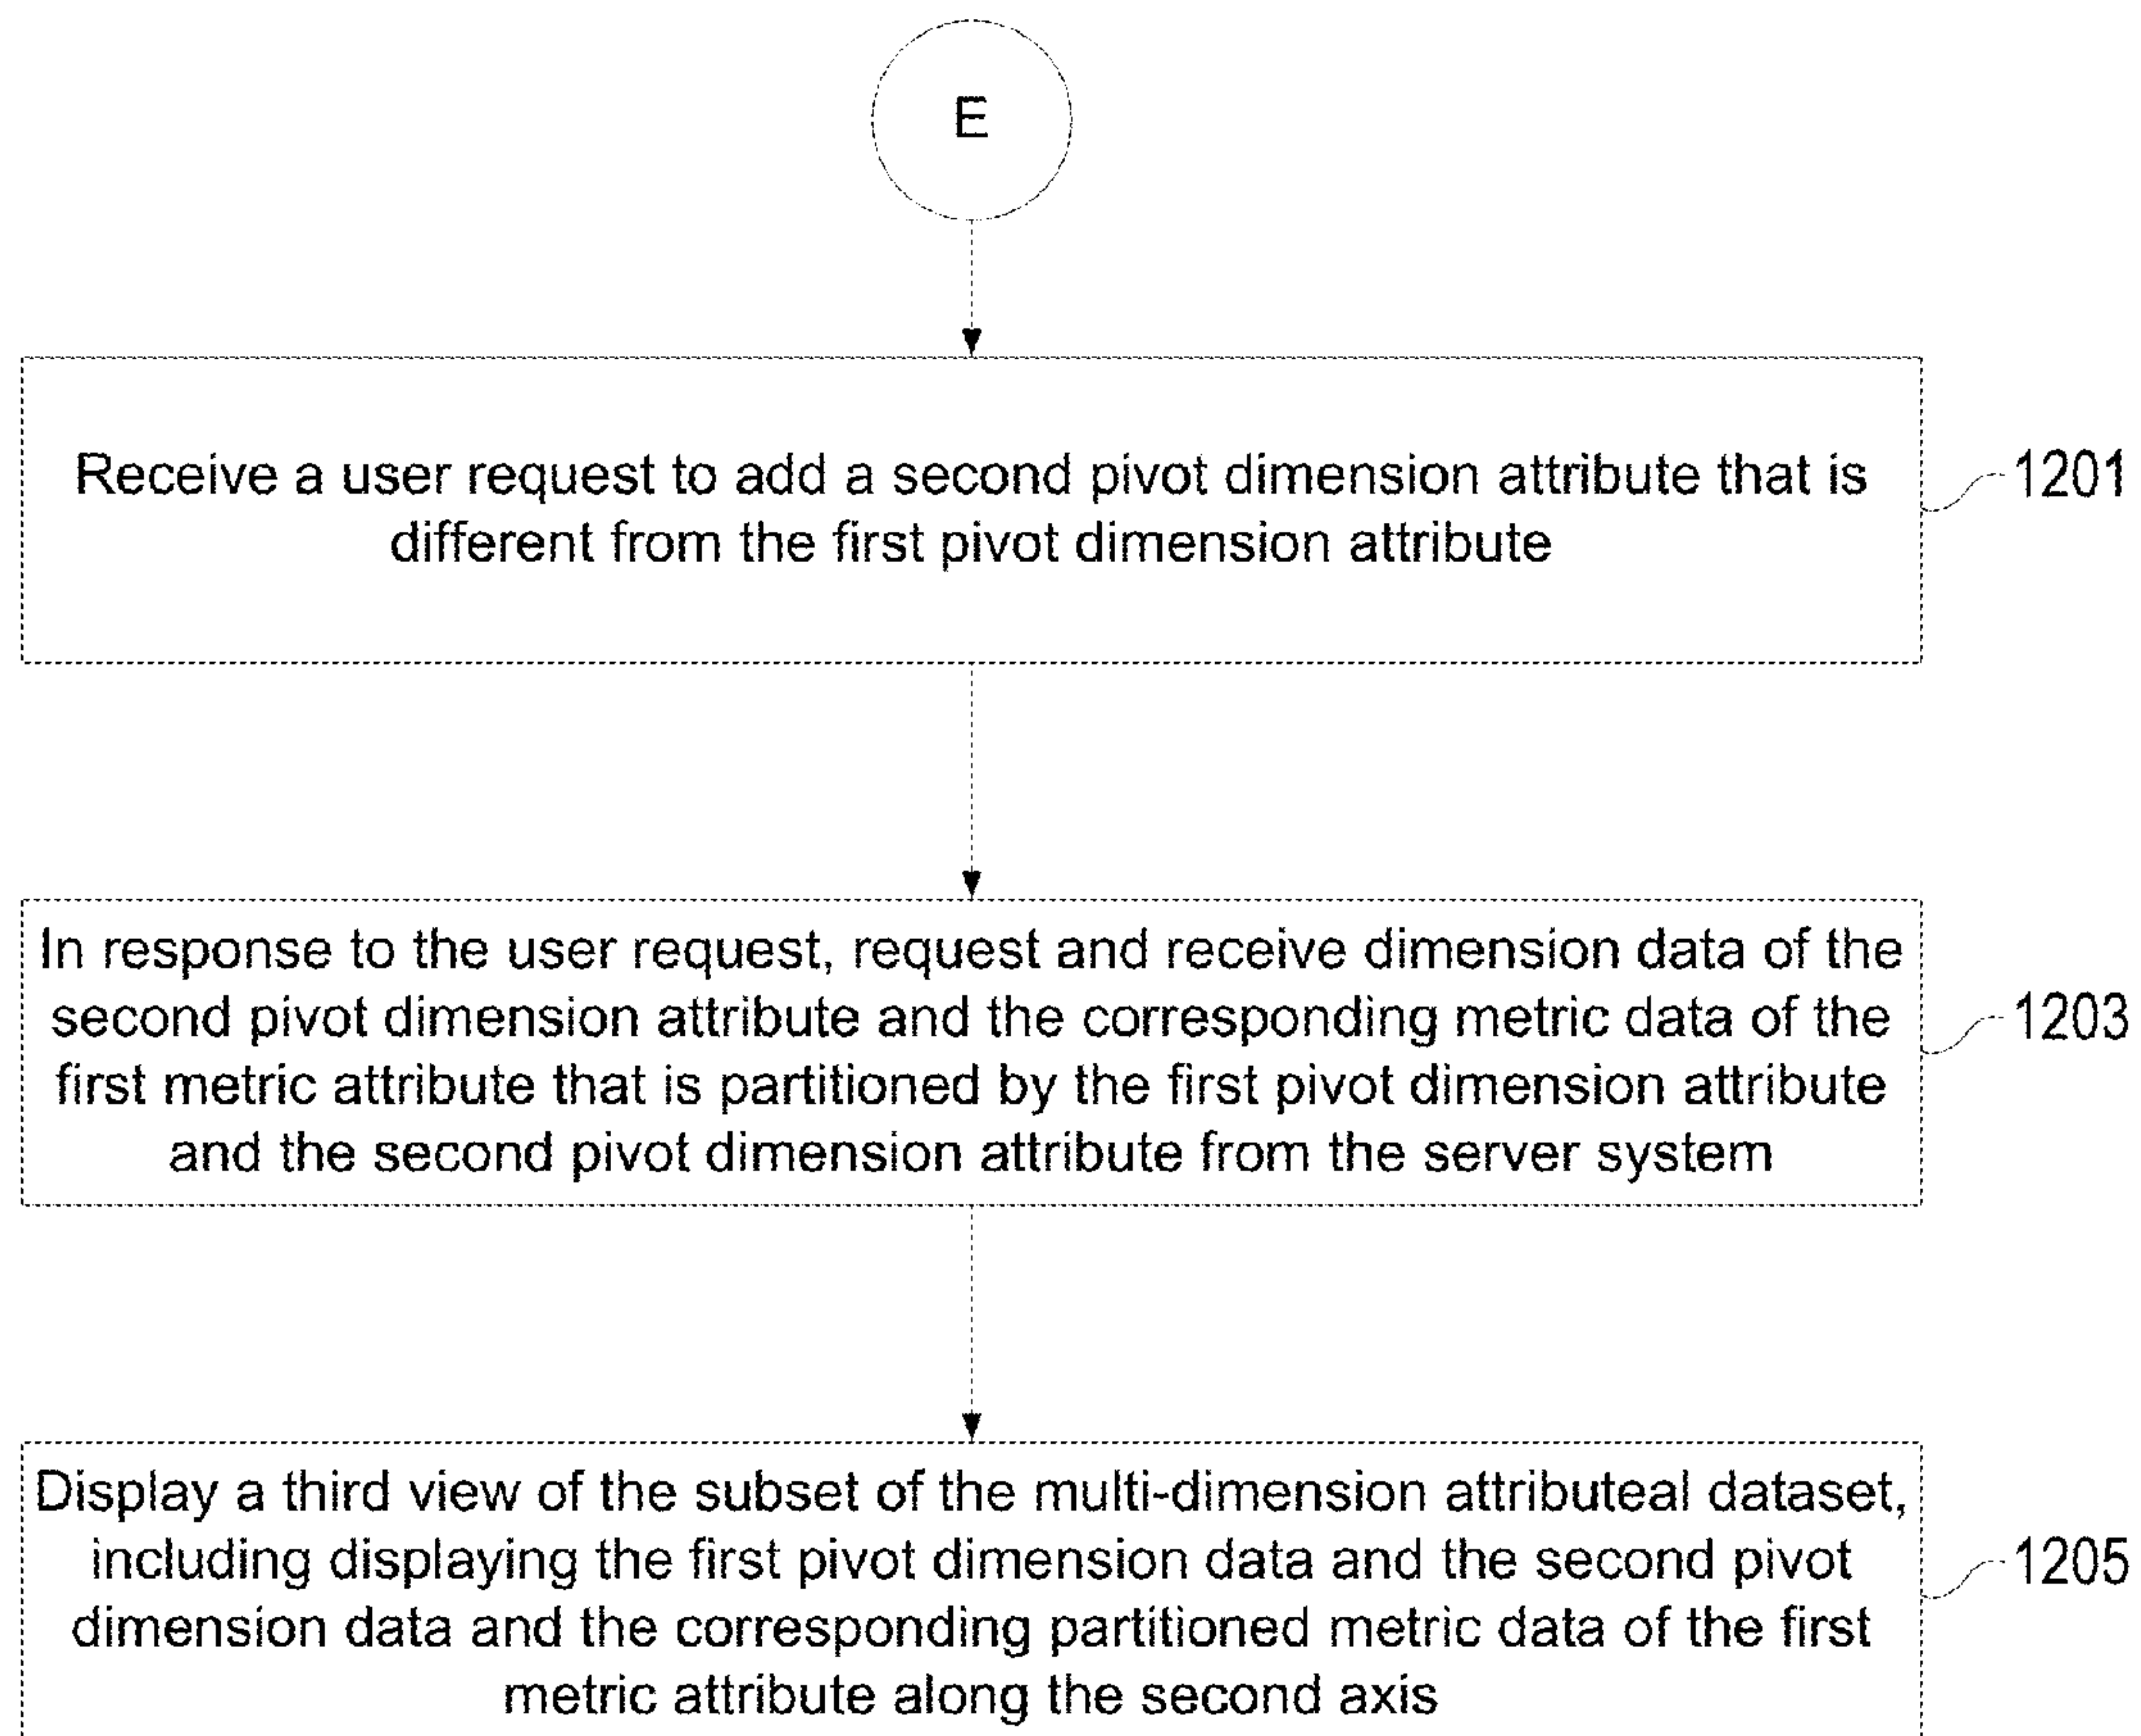 E
Receive a user request to add a second pivot dimension attribute that is
different from the first pivot dimension attribute
1201
In response to the user request, request and receive dimension data of the
second pivot dimension attribute and the corresponding metric data of the
first metric attribute that is partitioned by the first pivot dimension attribute
and the second pivot dimension attribute from the server system
1203
Display a third view of the subset of the multi-dimension attributeal dataset,
including displaying the first pivot dimension data and the second pivot
dimension data and the corresponding partitioned metric data of the first
metric attribute along the second axis
1205